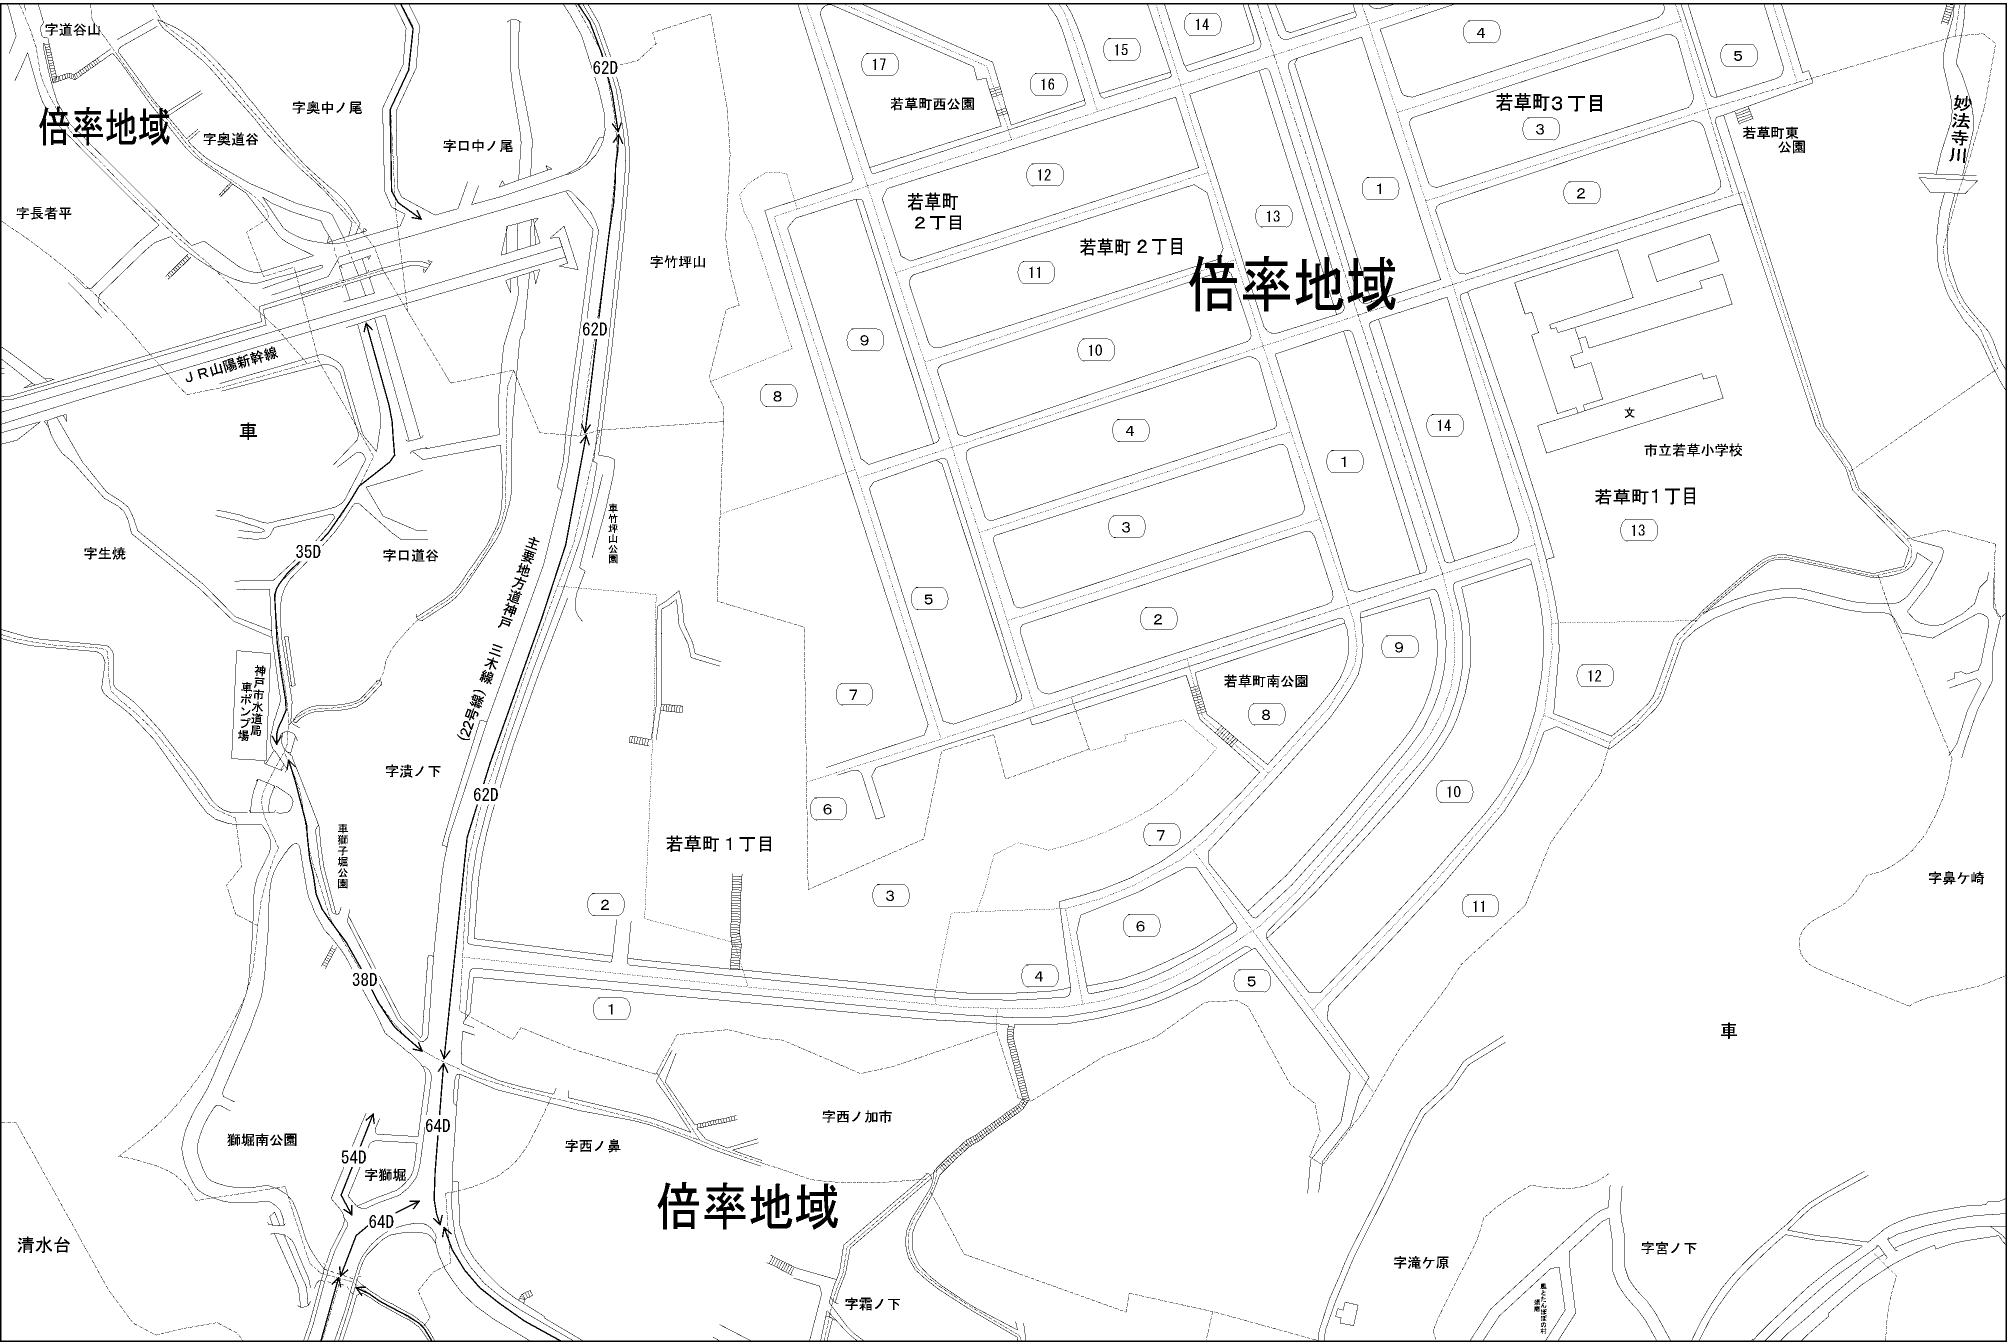 字道谷山
倍率地域
字奥中ノ尾
字奥道谷
字口中ノ尾
字長者平
62D
17
若草町西公園
16
15
14
4
5
若草町3丁目
3
若草町東
公園
妙法寺川
12
若草町
2丁目
若草町2丁目
13
1
2
字竹坪山
11
倍率地域
62D
9
10
8
JR山陽新幹線
車
4
14
文
市立若草小学校
1
若草町1丁目
13
3
車竹坪山公園
字生焼
35D
字口道谷
主要地方道神戸 三木線
(22号線)
5
2
9
12
神戸市水道局
車ポンプ場
7
若草町南公園
8
字潰ノ下
62D
6
10
7
車獅子堀公園
若草町1丁目
2
3
11
字鼻ケ崎
6
38D
4
5
1
車
64D
字西ノ加市
獅堀南公園
54D
字西ノ鼻
字獅堀
倍率地域
64D
清水台
字滝ケ原
字宮ノ下
字霜ノ下